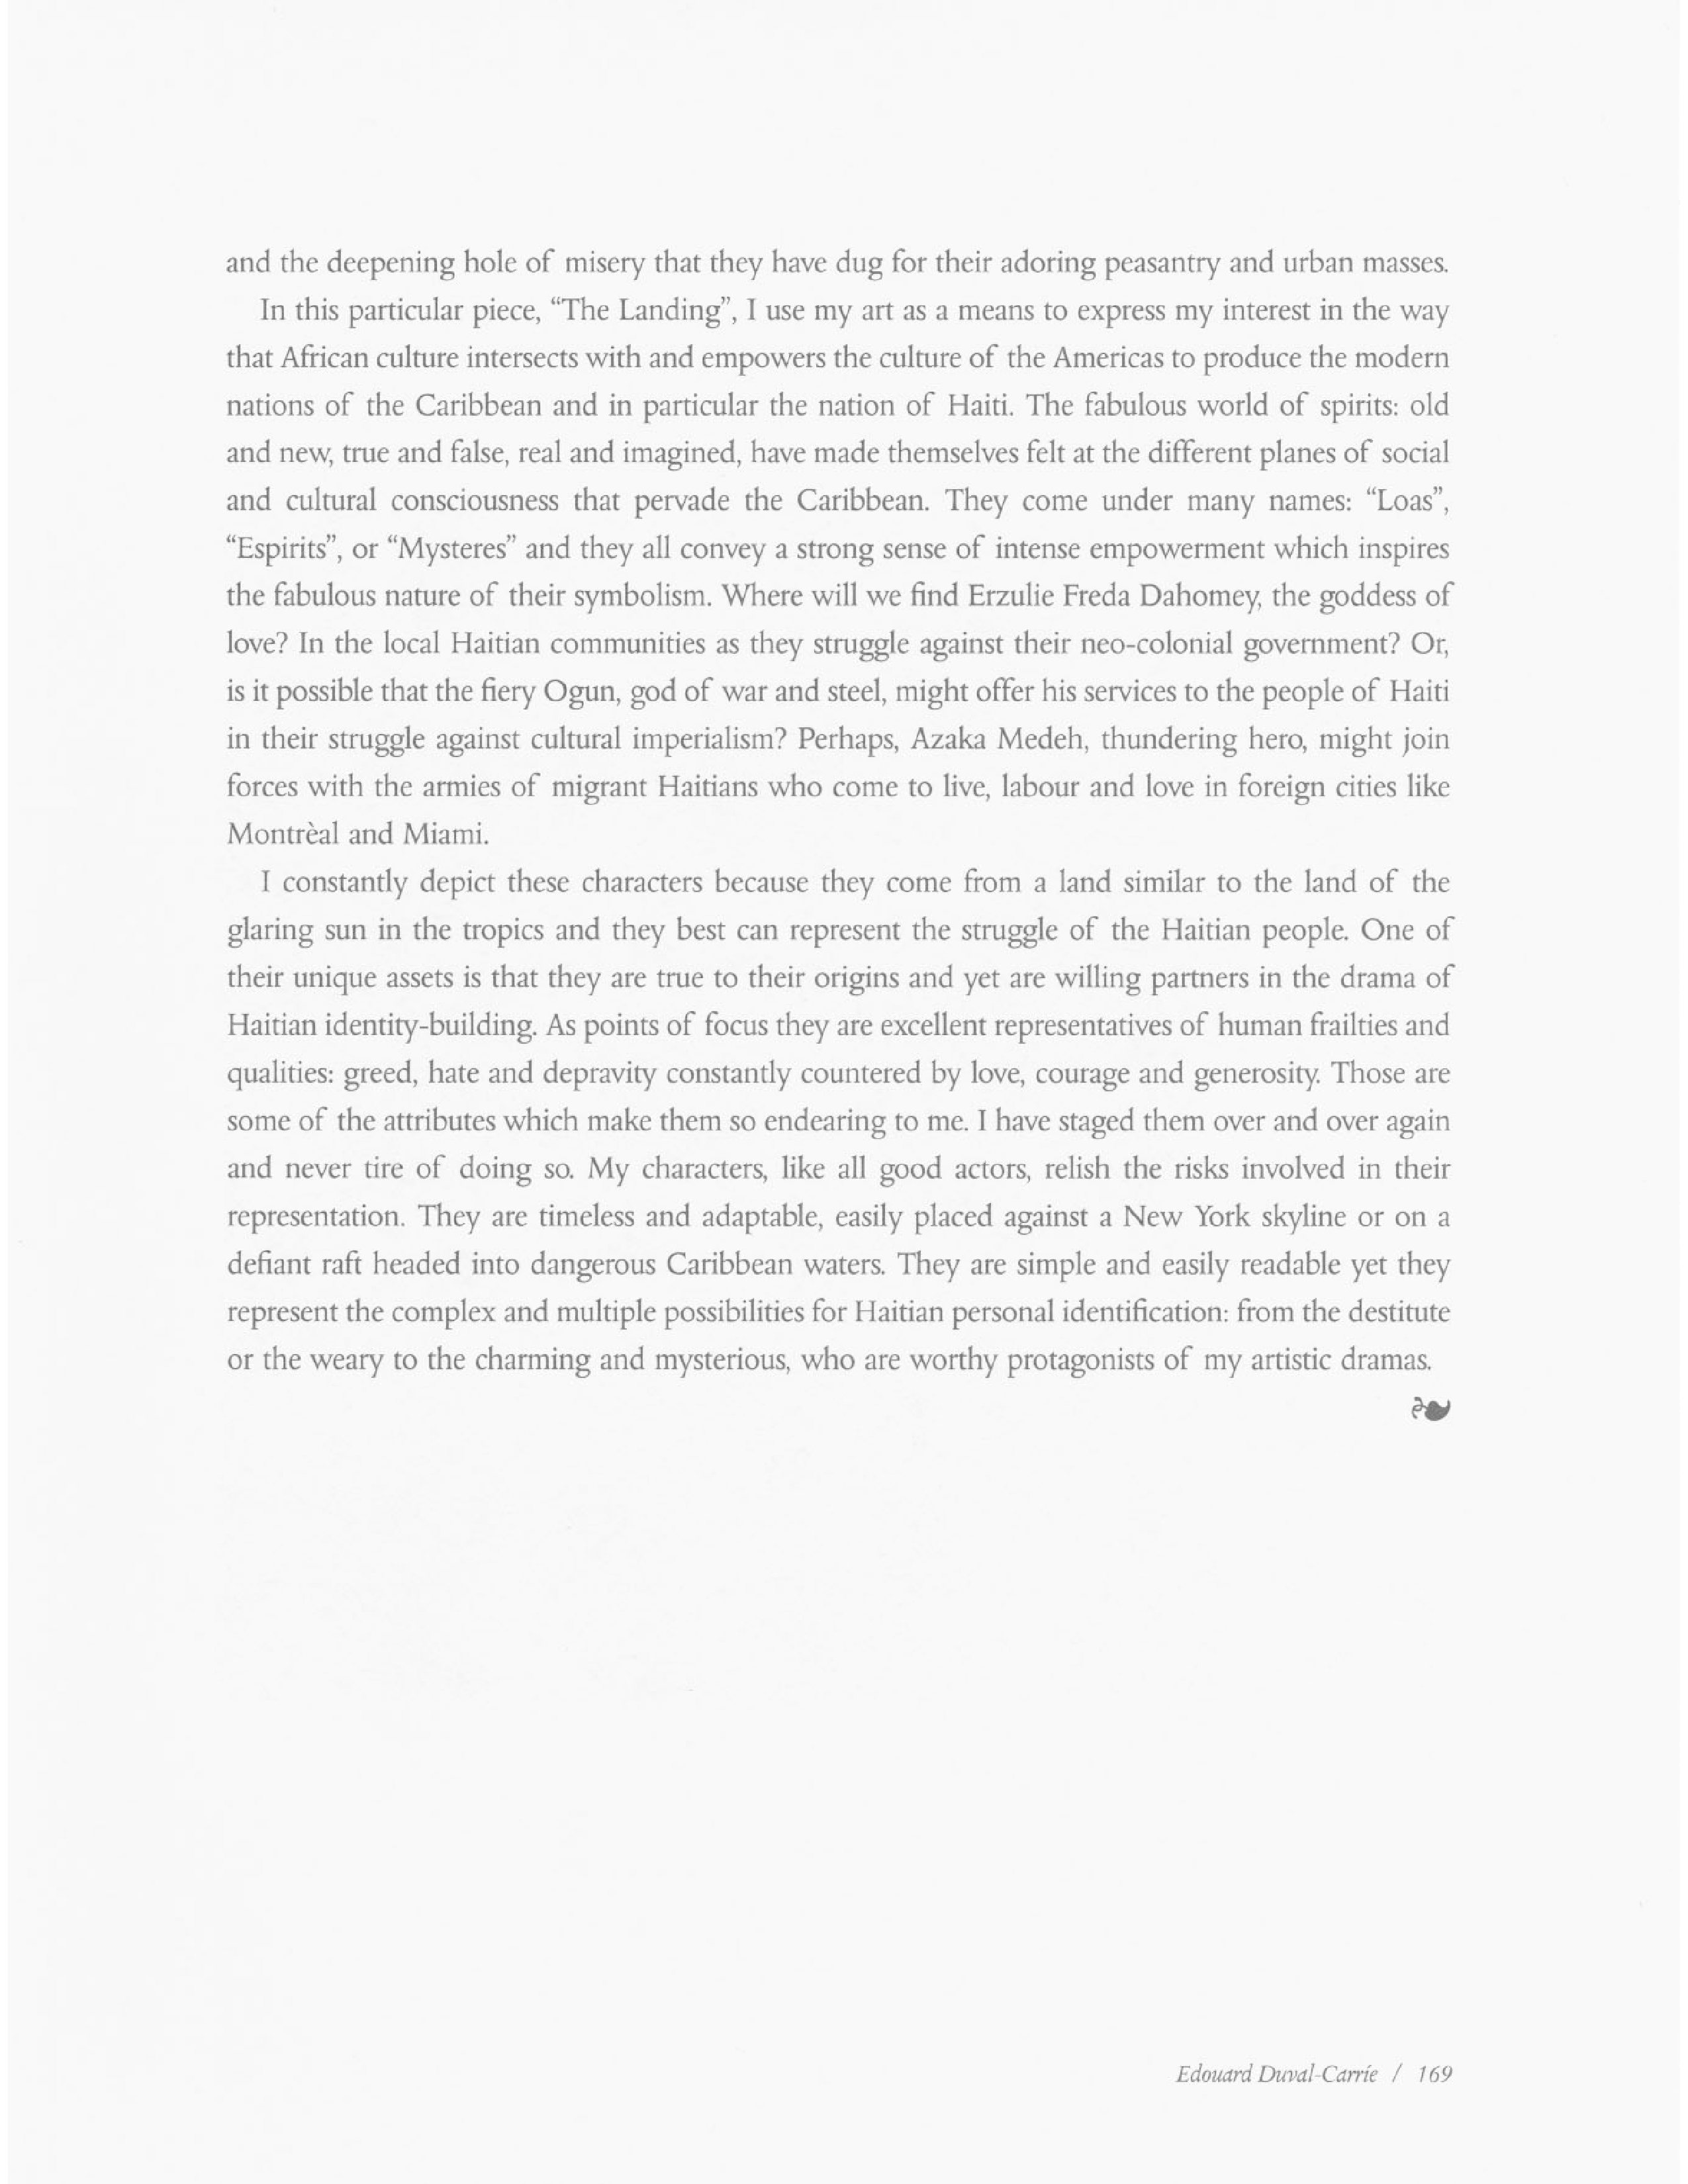 and the deepening hole of misery that they have dug for their adoring peasantry and urban masses.
In this particular piece, “The Landing”, I use my art as a means to express my interest in the way
that African culture intersects with and empowers the culture of the Americas to produce the modern
nations of the Caribbean and in particular the nation of Haiti. The fabulous world of spirits: old
and new, true and false, real and imagined, have made themselves felt at the different planes of social
and cultural consciousness that pervade the Caribbean. They come under many names: “Loas”,
“Espirits”, or “Mysteres” and they all convey a strong sense of intense empowerment which inspires
the fabulous nature of their symbolism. Where will we find Erzulie Freda Dahomey, the goddess of
love? In the local Haitian communities as they struggle against their neo-colonial government? Or,
is it possible that the fiery Ogun, god of war and steel, might offer his services to the people of Haiti
in their struggle against cultural imperialism? Perhaps, Azaka Medeh, thundering hero, might join
forces with the armies of migrant Haitians who come to live, labour and love in foreign cities like
Montrèal and Miami.
I constantly depict these characters because they come from a land similar to the land of the
glaring sun in the tropics and they best can represent the struggle of the Haitian people. One of
their unique assets is that they are true to their origins and yet are willing partners in the drama of
Haitian identity-building. As points of focus they are excellent representatives of human frailties and
qualities: greed, hate and depravity constantly countered by love, courage and generosity. Those are
some of the attributes which make them so endearing to me. I have staged them over and over again
and never tire of doing so. My characters, like all good actors, relish the risks involved in their
representation. They are timeless and adaptable, easily placed against a New York skyline or on a
defiant raft headed into dangerous Caribbean waters. They are simple and easily readable yet they
represent the complex and multiple possibilities for Haitian personal identification: from the destitute
or the weary to the charming and mysterious, who are worthy protagonists of my artistic dramas.
Edouard Duval-Carríe / 169